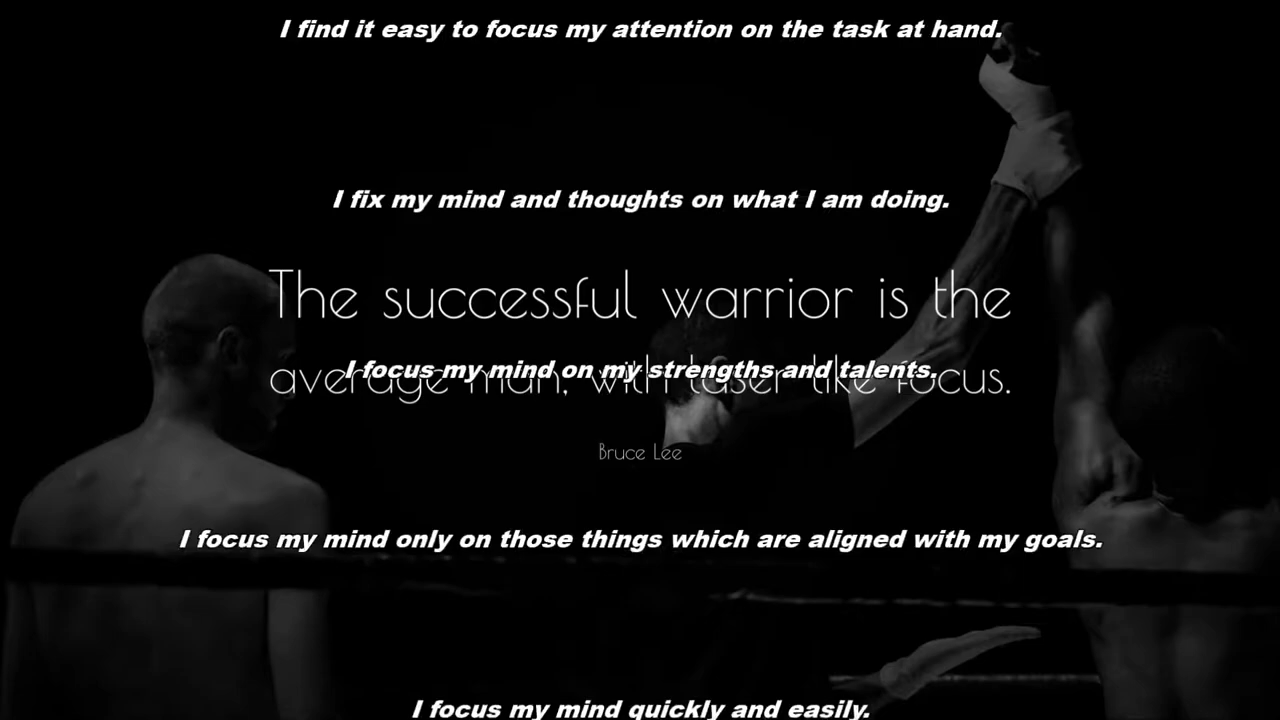 I find it easy to focus my attention on the task at hand.
I fix my mind and thoughts on what I am doing.
The successful warrior is the
I focus my mind on my strengths and talents.
average man, with laser-like focus.
Bruce Lee
I focus my mind only on those things which are aligned with my goals.
I focus my mind quickly and easily.